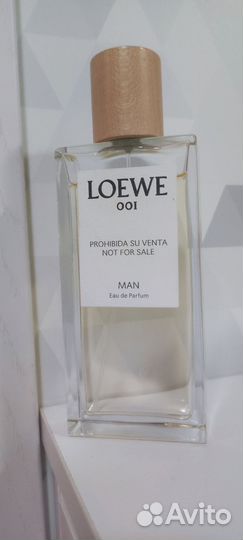 LOEWE
001
PROHIBIDA SU VENTA
NOT FOR SALE
MAN
Eau de Parfum
Avito